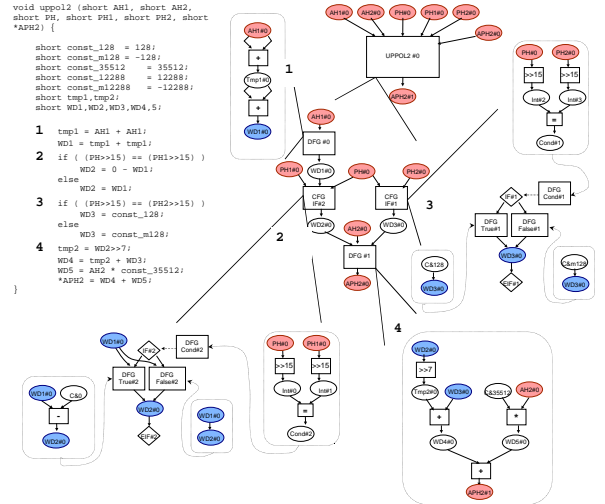 void uppol2 (short AH1, short AH2,
short PH, short PH1, short PH2, short
*APH2) {
short const_128 = 128;
short const_m128 = -128;
short const_35512 = 35512;
short const_12288 = 12288;
short const_m12288 = -12288;
short tmp1,tmp2;
short WD1,WD2,WD3,WD4,5;
1 tmp1 = AH1 + AH1;
WD1 = tmp1 + tmp1;
2 if ( (PH>>15) == (PH1>>15) )
WD2 = 0 - WD1;
else
WD2 = WD1;
3 if ( (PH>>15) == (PH2>>15) )
WD3 = const_128;
else
WD3 = const_m128;
4 tmp2 = WD2>>7;
WD4 = tmp2 + WD3;
WD5 = AH2 * const_35512;
*APH2 = WD4 + WD5;
}
AH1#0
+
Tmp1#0
+
WD1#0
1
AH1#0 AH2#0 PH#0 PH1#0 PH2#0
APH2#0
UPPOL2 #0
APH2#1
AH1#0
DFG #0
PH1#0 WD1#0 PH#0 PH2#0
CFG
IF#2
CFG
IF#1
WD2#0 AH2#0 WD3#0
DFG #1
APH2#0
2
3
PH#0 PH2#0
>>15 >>15
Int#2 Int#3
=
Cond#1
IF#1
DFG
Cond#1
DFG
True#1
DFG
False#1
WD3#0
EIF#1
C&128
WD3#0
C&m128
WD3#0
WD1#0
IF#2
DFG
Cond#2
DFG
True#2
DFG
False#2
WD2#0
EIF#2
WD1#0 C&0
-
WD2#0
WD1#0
WD2#0
PH#0 PH1#0
>>15 >>15
Int#0 Int#1
=
Cond#2
4
WD2#0
>>7
Tmp2#0 WD3#0 C&35512 AH2#0
+ *
WD4#0 WD5#0
+
APH2#1